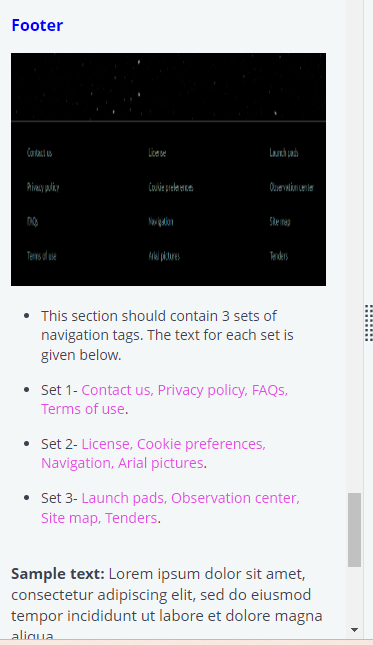 Footer
Contact us License Launch pads
Privacy policy Cookie preferences Observation center
FAQs Navigation Site map
Terms of use Arial pictures Tenders
This section should contain 3 sets of
navigation tags. The text for each set is
given below.
Set 1- Contact us, Privacy policy, FAQs,
Terms of use.
Set 2- License, Cookie preferences,
Navigation, Arial pictures.
Set 3- Launch pads, Observation center,
Site map, Tenders.
Sample text: Lorem ipsum dolor sit amet,
consectetur adipiscing elit, sed do eiusmod
tempor incididunt ut labore et dolore magna
aliqua